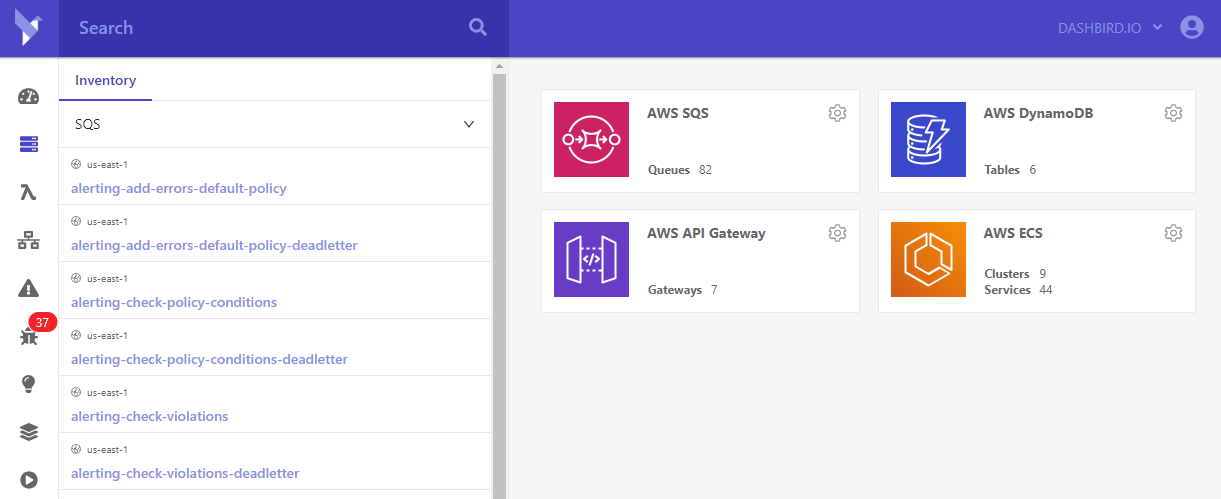 Search
DASHBIRD.IO
Inventory
SQS
us-east-1
alerting-add-errors-default-policy
us-east-1
alerting-add-errors-default-policy-deadletter
us-east-1
alerting-check-policy-conditions
us-east-1
alerting-check-policy-conditions-deadletter
us-east-1
alerting-check-violations
us-east-1
alerting-check-violations-deadletter
37
AWS SQS
Queues 82
AWS DynamoDB
Tables 6
AWS API Gateway
Gateways 7
AWS ECS
Clusters 9
Services 44